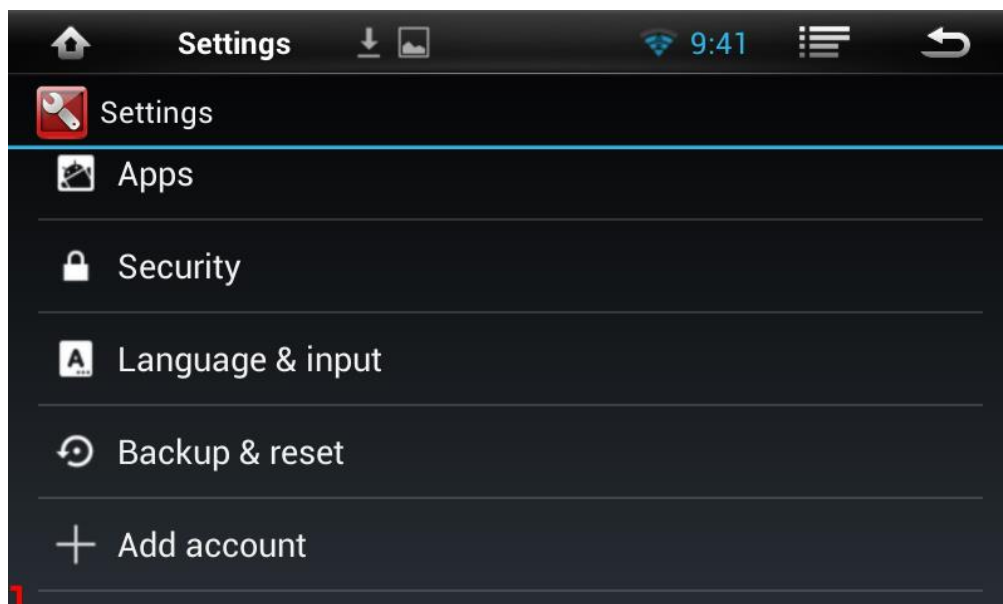 Settings 9:41
Settings
Apps
Security
Language & input
Backup & reset
Add account